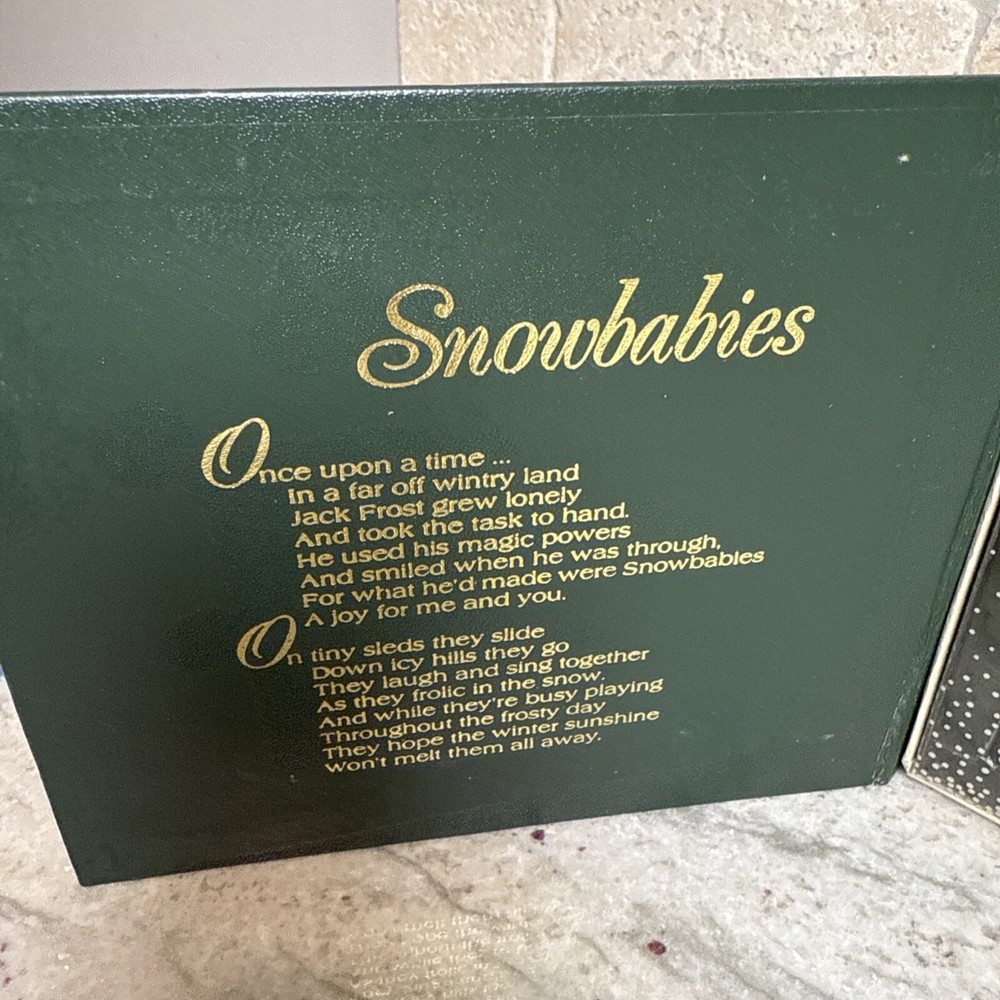 Snowbabies
Once upon a time ...
In a far off wintry land
Jack Frost grew lonely
And took the task to hand.
He used his magic powers
And smiled when he was through,
For what he'd made were Snowbabies
A joy for me and you.
On tiny sleds they slide
Down icy hills they go
They laugh and sing together
As they frolic in the snow.
And while they're busy playing
Throughout the frosty day
They hope the winter sunshine
Won't melt them all away.